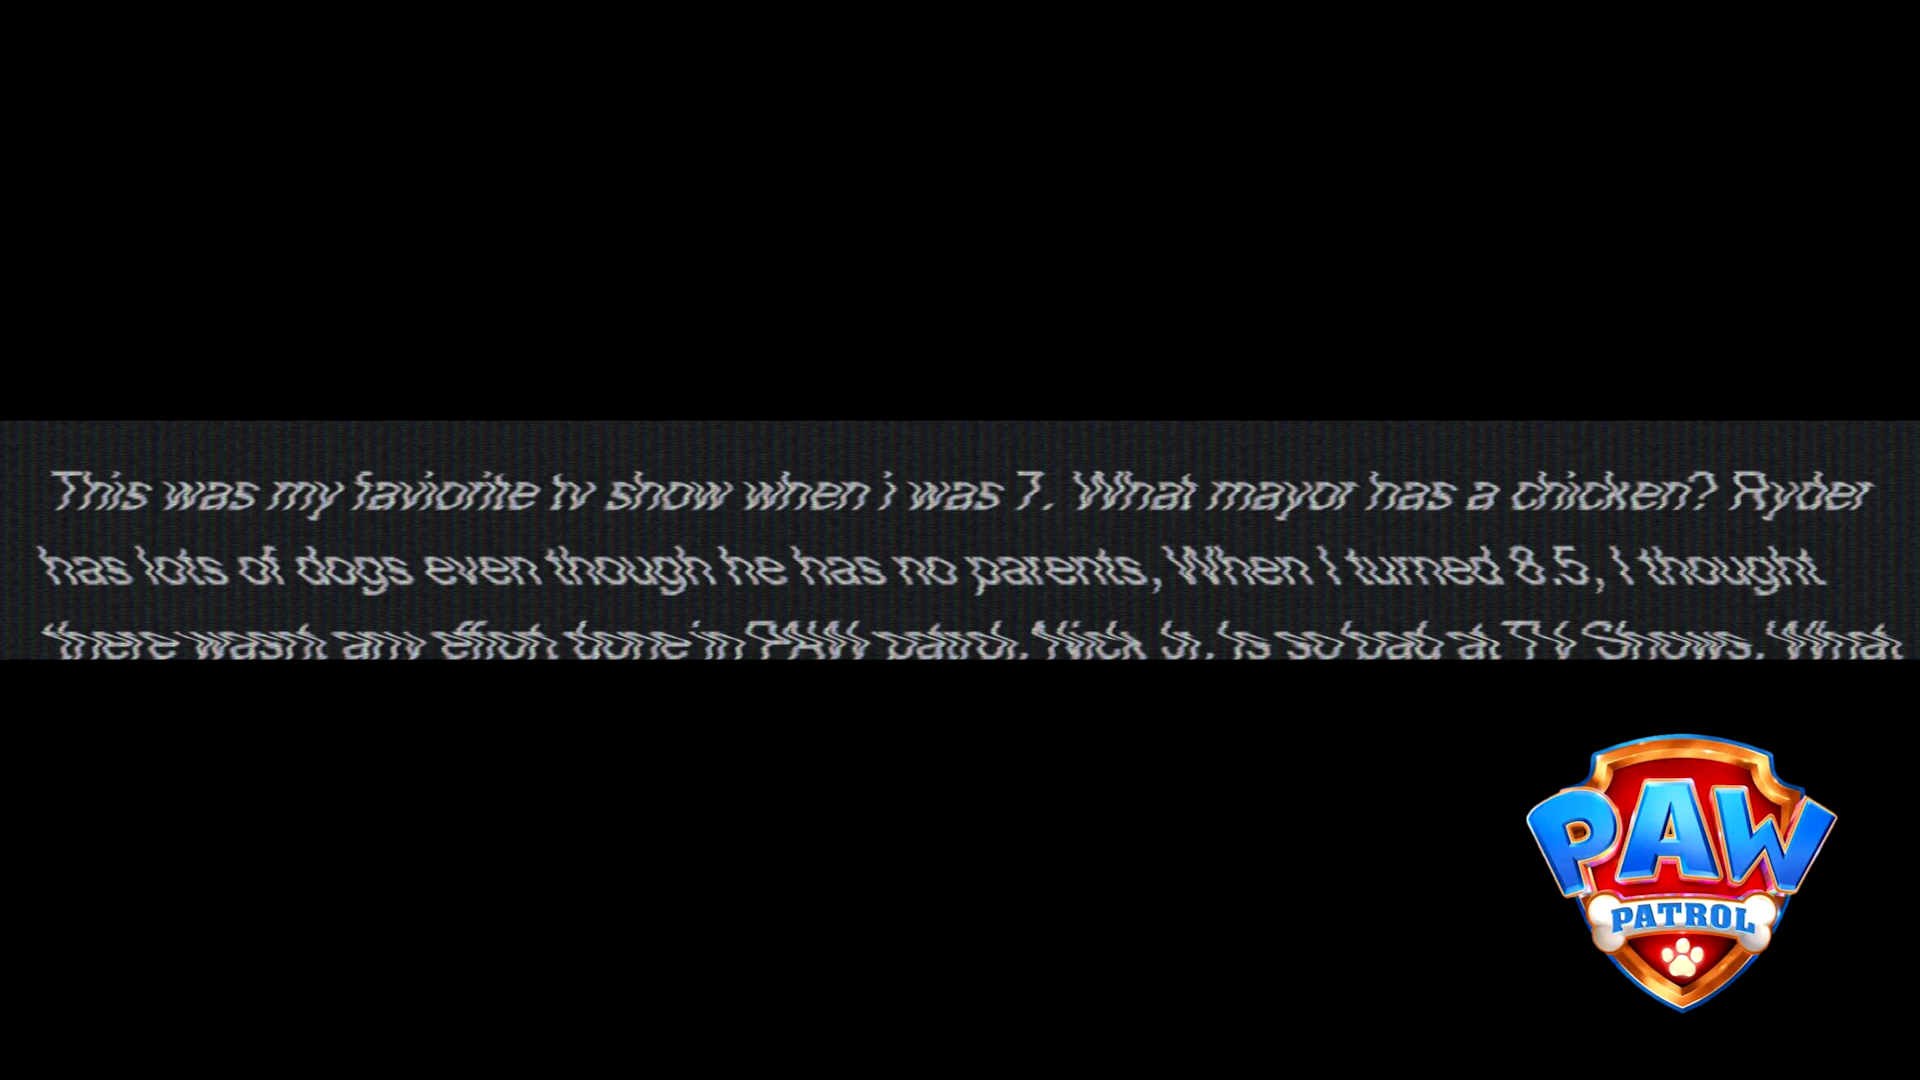 This was my faviorite tv show when i was 7. What mayor has a chicken? Ryder
has lots of dogs even though he has no parents, When I turned 8.5, I thought
there wasnt any effort done in PAW patrol. Nick Jr. Is so bad at TV Shows. What
PAW
PATROL